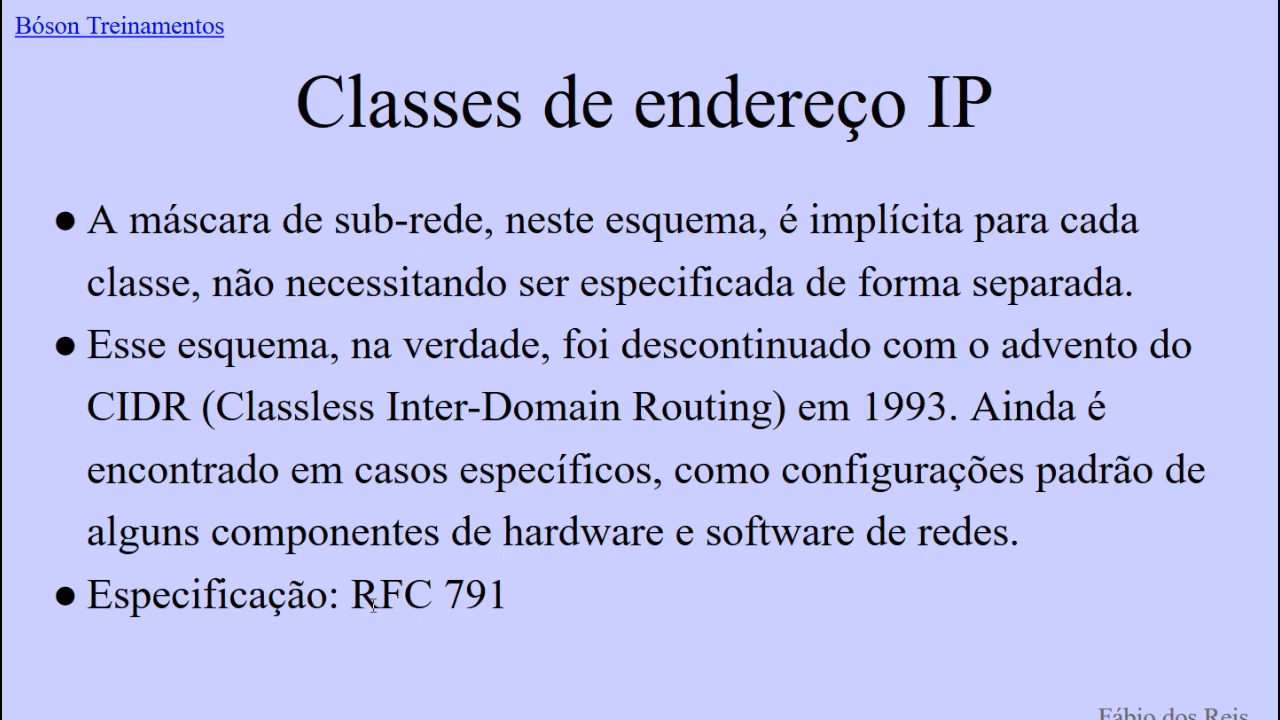 Bóson Treinamentos
Classes de endereço IP
● A máscara de sub-rede, neste esquema, é implícita para cada
classe, não necessitando ser especificada de forma separada.
● Esse esquema, na verdade, foi descontinuado com o advento do
CIDR (Classless Inter-Domain Routing) em 1993. Ainda é
encontrado em casos específicos, como configurações padrão de
alguns componentes de hardware e software de redes.
● Especificação: RFC 791
Fábio dos Reis